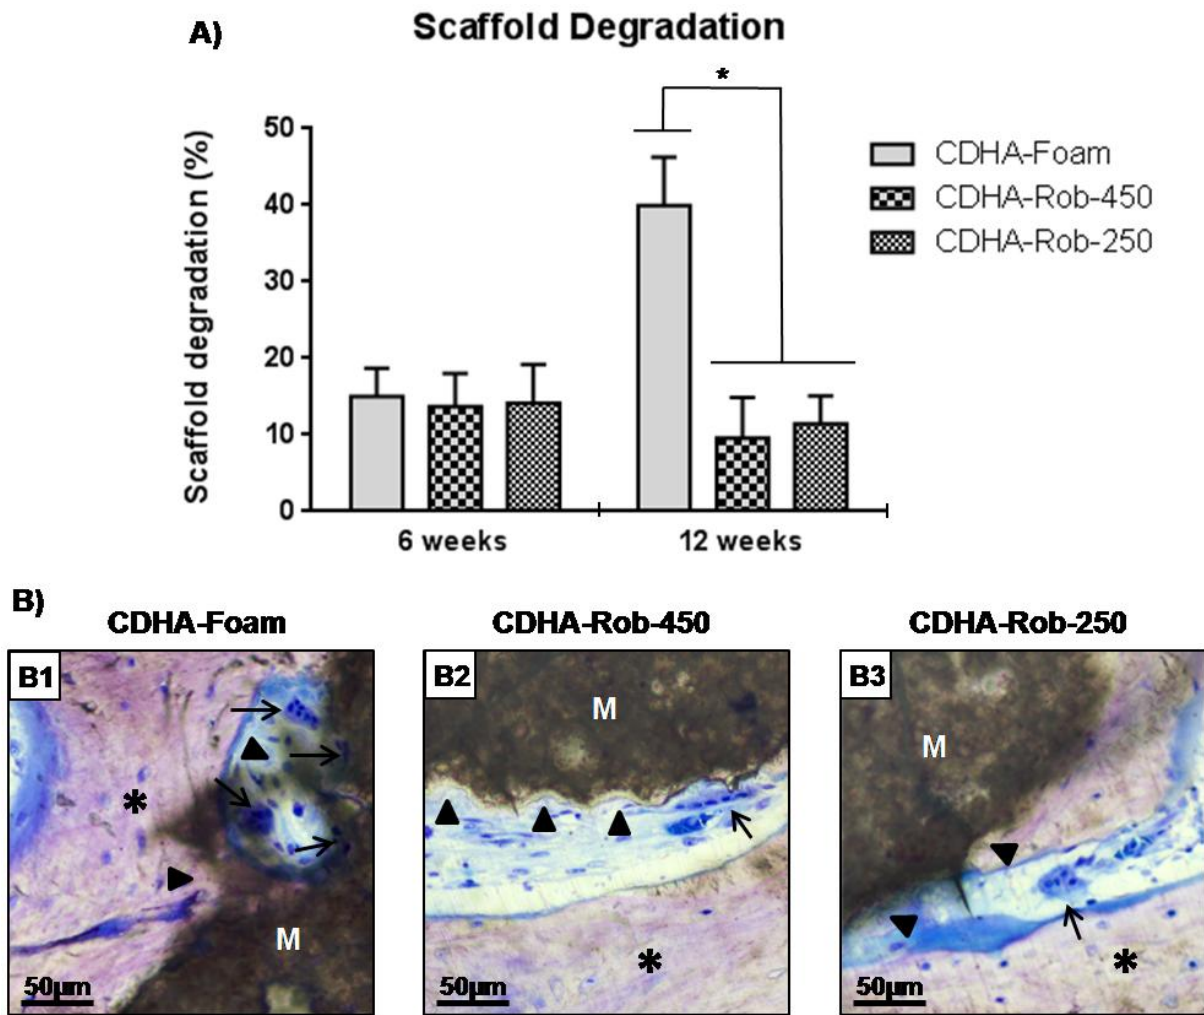 A)
Scaffold Degradation
*
Scaffold degradation (%)
50
40
30
20
10
0
6 weeks
12 weeks
CDHA-Foam
CDHA-Rob-450
CDHA-Rob-250
B)
CDHA-Foam
CDHA-Rob-450
CDHA-Rob-250
B1
*
M
50µm
B2
M
*
50µm
B3
M
*
50µm